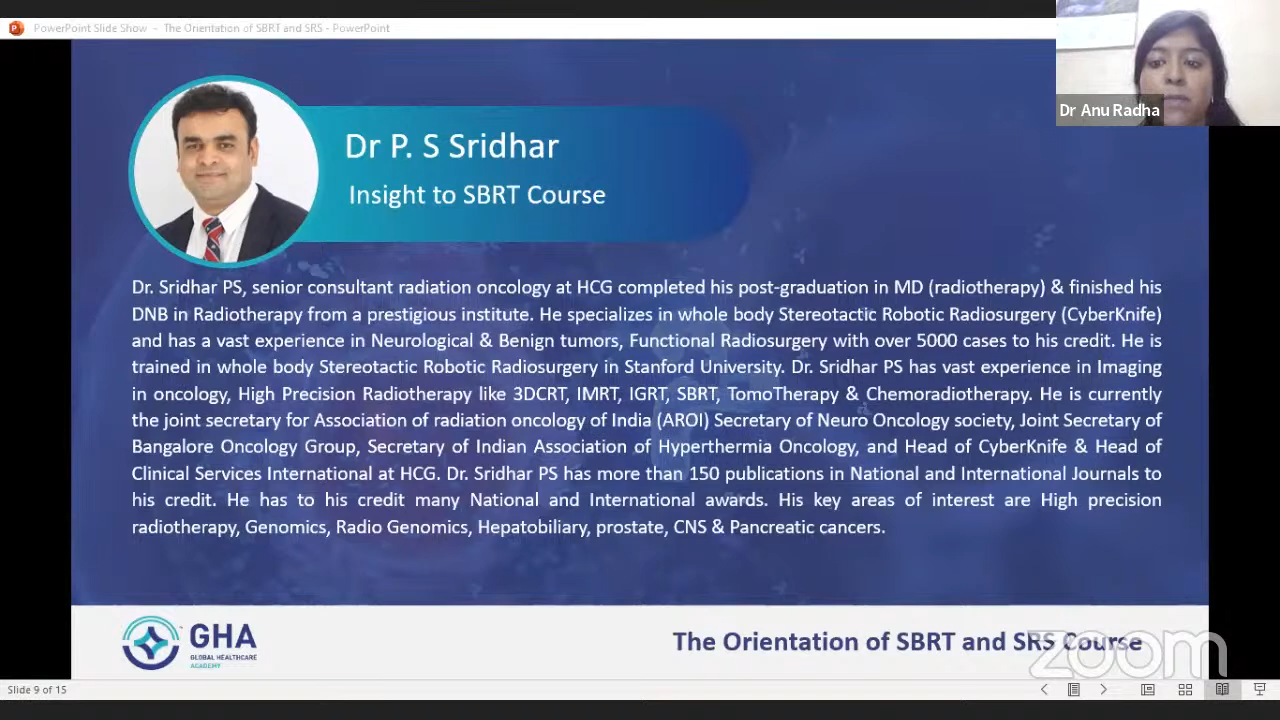 PowerPoint Slide Show - The Orientation of SBRT and SRS - PowerPoint
Dr Anu Radha
Dr P. S Sridhar
Insight to SBRT Course
Dr. Sridhar PS, senior consultant radiation oncology at HCG completed his post-graduation in MD (radiotherapy) & finished his
DNB in Radiotherapy from a prestigious institute. He specializes in whole body Stereotactic Robotic Radiosurgery (CyberKnife)
and has a vast experience in Neurological & Benign tumors, Functional Radiosurgery with over 5000 cases to his credit. He is
trained in whole body Stereotactic Robotic Radiosurgery in Stanford University. Dr. Sridhar PS has vast experience in Imaging
in oncology, High Precision Radiotherapy like 3DCRT, IMRT, IGRT, SBRT, TomoTherapy & Chemoradiotherapy. He is currently
the joint secretary for Association of radiation oncology of India (AROI) Secretary of Neuro Oncology society, Joint Secretary of
Bangalore Oncology Group, Secretary of Indian Association of Hyperthermia Oncology, and Head of CyberKnife & Head of
Clinical Services International at HCG. Dr. Sridhar PS has more than 150 publications in National and International Journals to
his credit. He has to his credit many National and International awards. His key areas of interest are High precision
radiotherapy, Genomics, Radio Genomics, Hepatobiliary, prostate, CNS & Pancreatic cancers.
GHA
GLOBAL HEALTHCARE
ACADEMY
The Orientation of SBRT and SRS Course
zoom
Slide 9 of 15